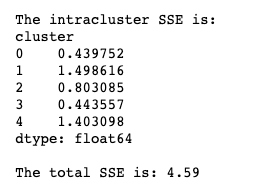 The intracluster SSE is:
cluster
0    0.439752
1    1.498616
2    0.803085
3    0.443557
4    1.403098
dtype: float64

The total SSE is: 4.59